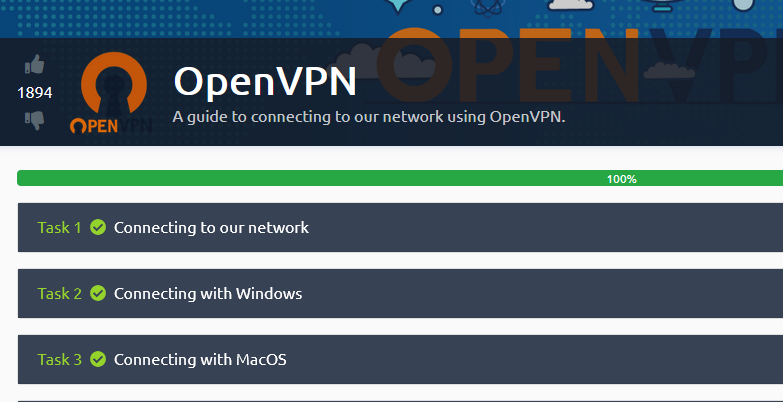 OPENVPN
1894
OPENVPN
OpenVPN
A guide to connecting to our network using OpenVPN.
100%
Task 1 Connecting to our network
Task 2 Connecting with Windows
Task 3 Connecting with MacOS